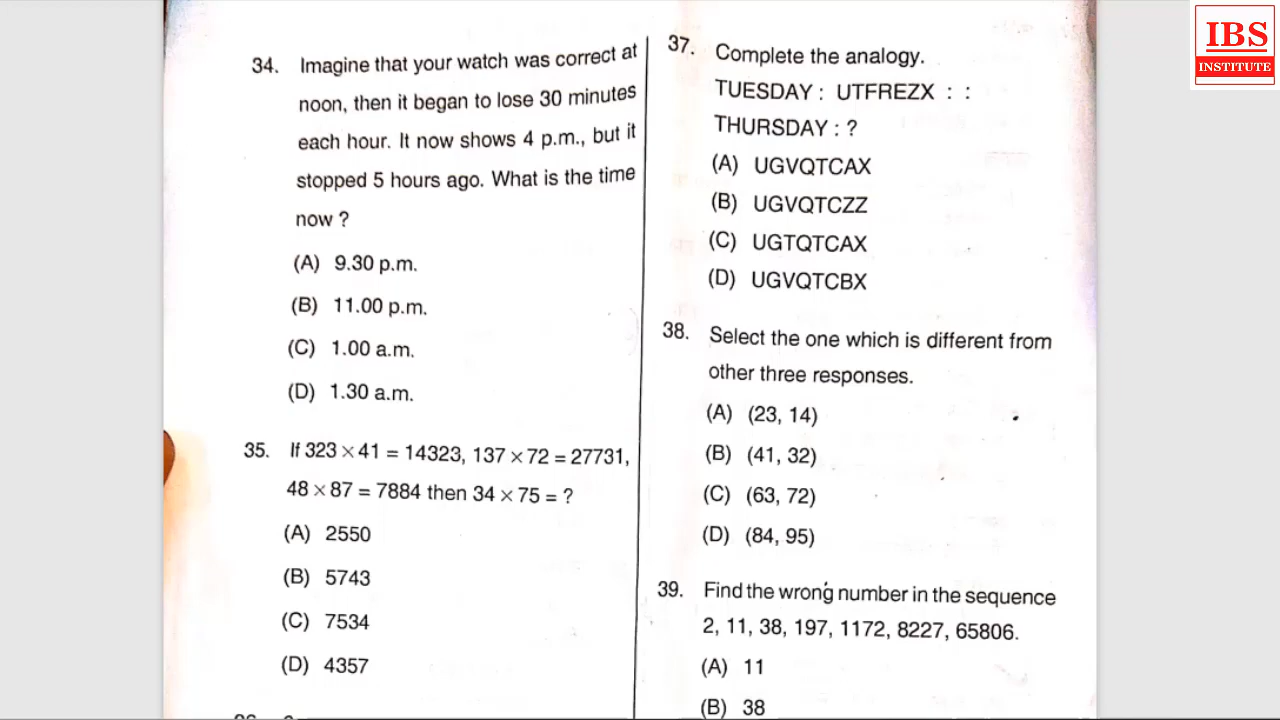 IBS
INSTITUTE
34. Imagine that your watch was correct at
noon, then it began to lose 30 minutes
each hour. It now shows 4 p.m., but it
stopped 5 hours ago. What is the time
now ?
(A) 9.30 p.m.
(B) 11.00 p.m.
(C) 1.00 a.m.
(D) 1.30 a.m.
35. If 323 × 41 = 14323, 137 × 72 = 27731,
48 × 87 = 7884 then 34 × 75 = ?
(A) 2550
(B) 5743
(C) 7534
(D) 4357
37. Complete the analogy.
TUESDAY : UTFREZX : :
THURSDAY : ?
(A) UGVQTCAX
(B) UGVQTCZZ
(C) UGTQTCAX
(D) UGVQTCBX
38. Select the one which is different from
other three responses.
(A) (23, 14)
(B) (41, 32)
(C) (63, 72)
(D) (84, 95)
39. Find the wrong number in the sequence
2, 11, 38, 197, 1172, 8227, 65806.
(A) 11
(B) 38